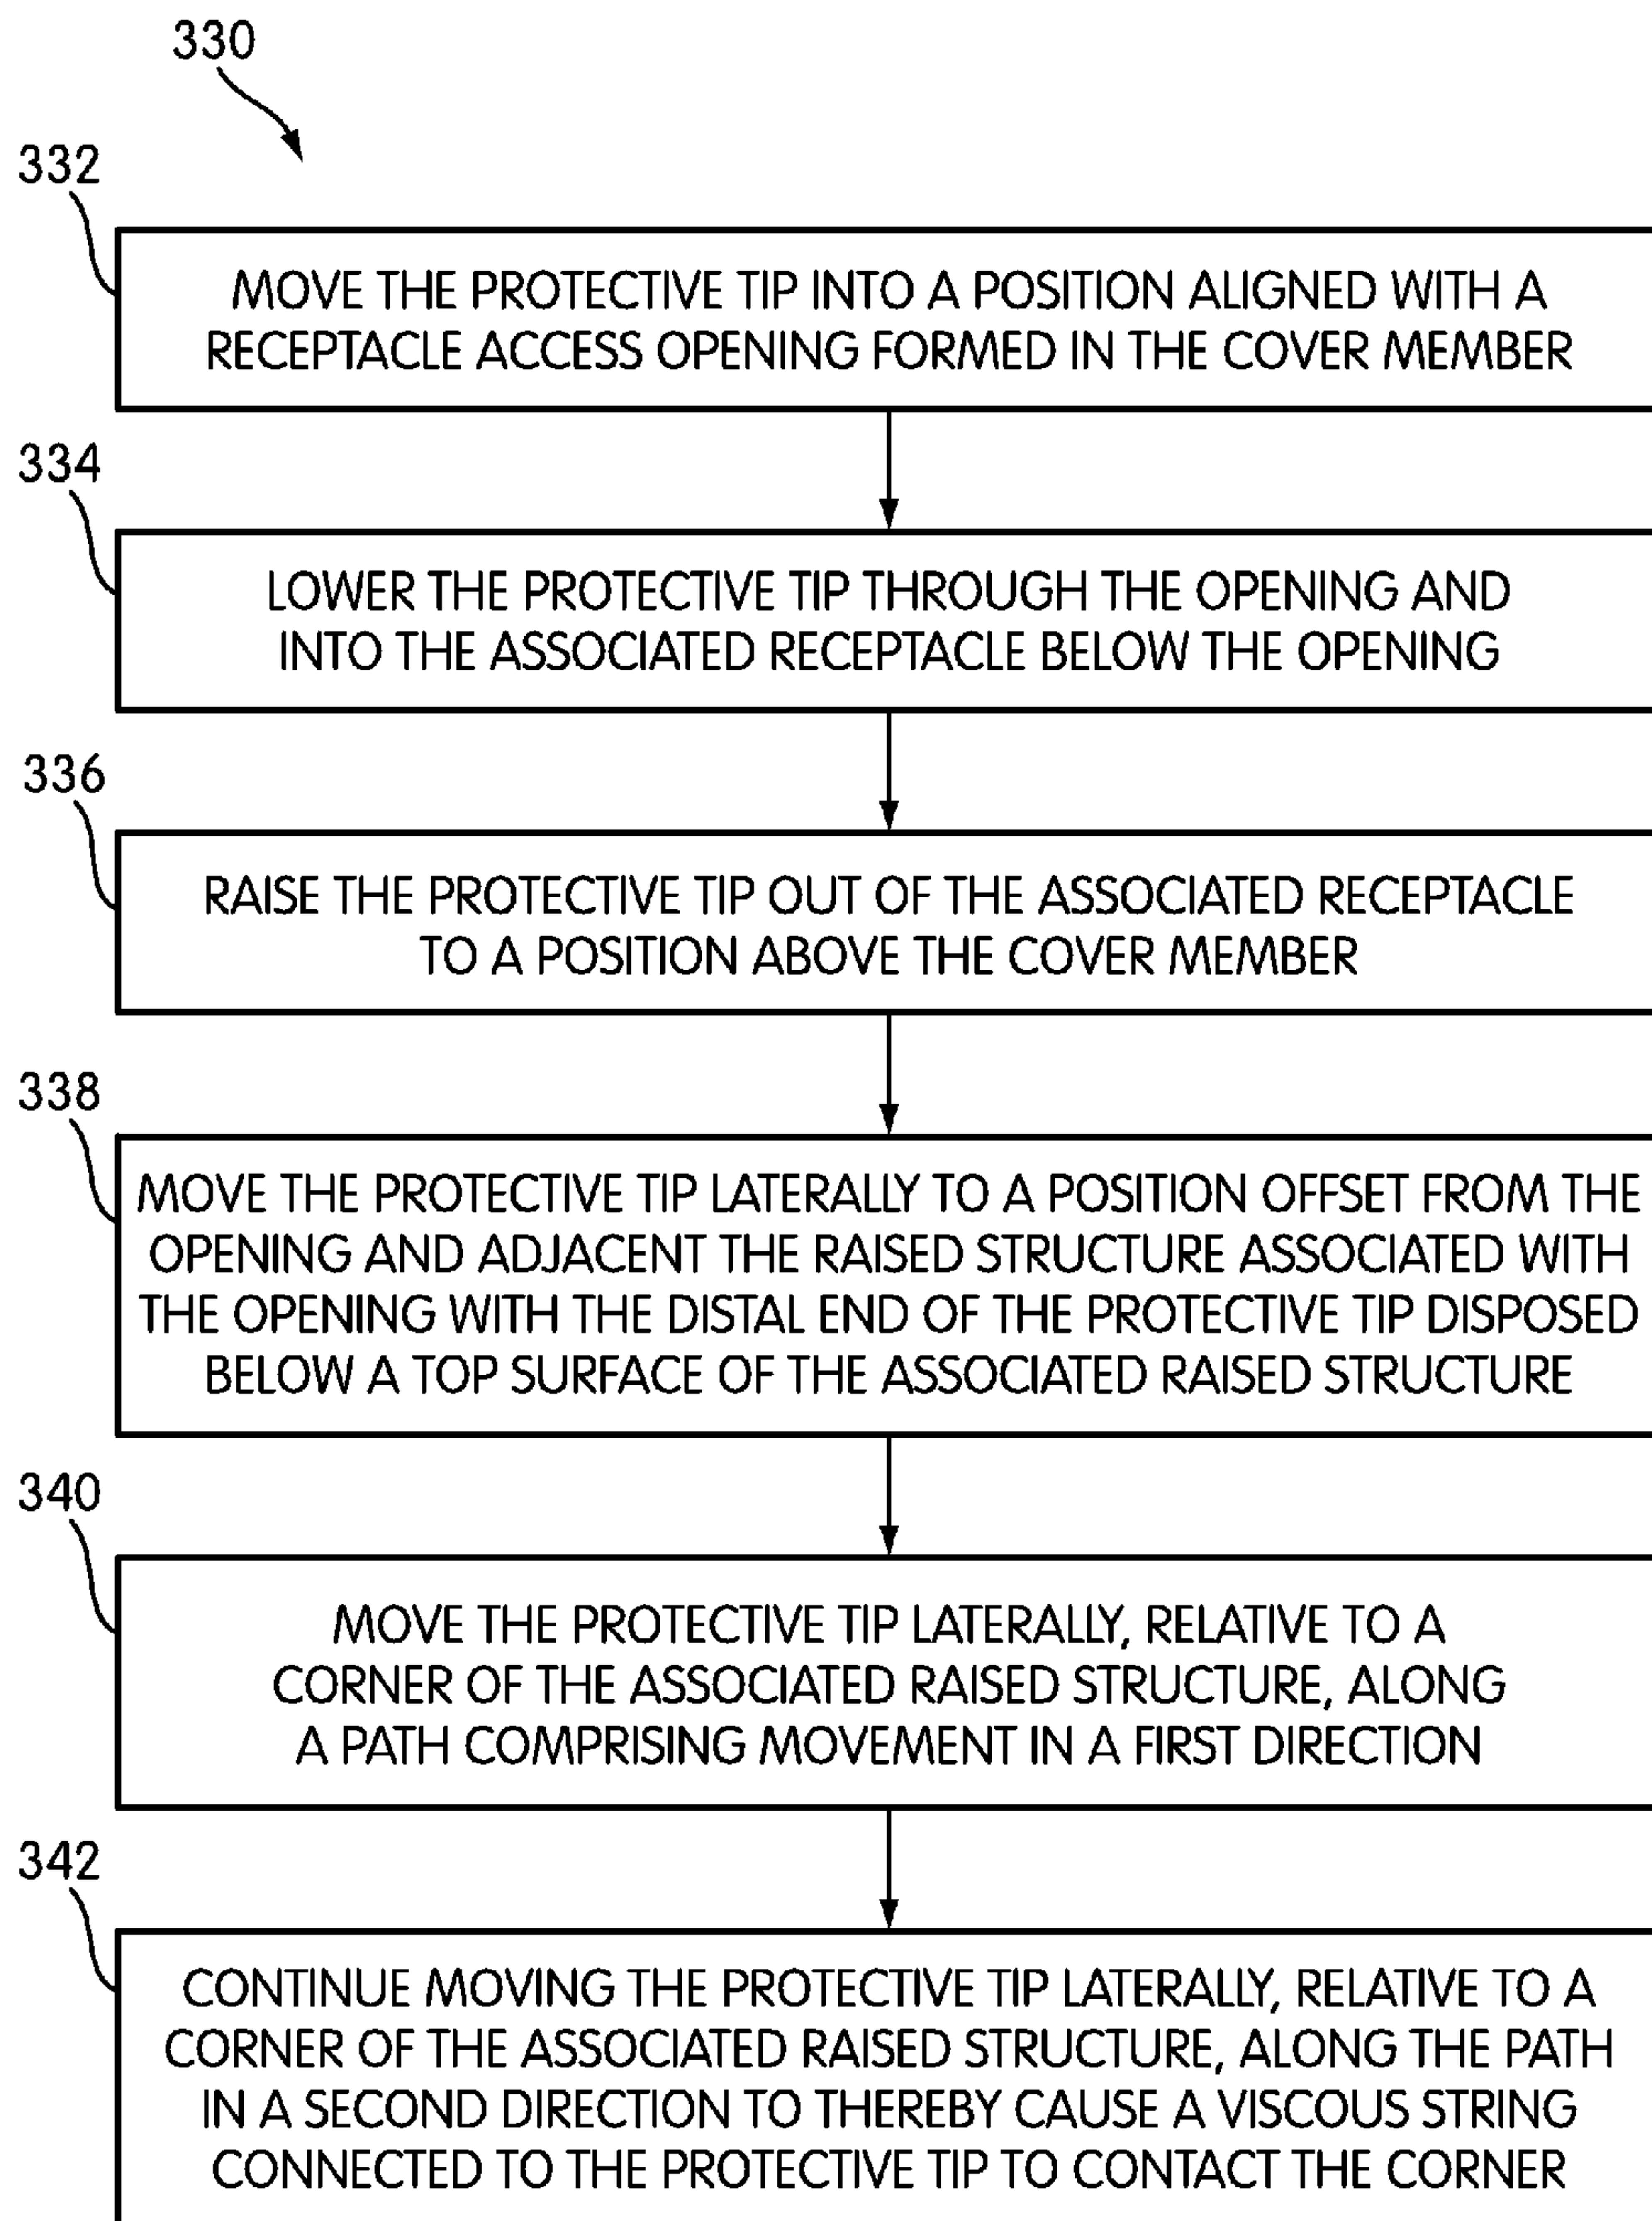 330
332
MOVE THE PROTECTIVE TIP INTO A POSITION ALIGNED WITH A
RECEPTACLE ACCESS OPENING FORMED IN THE COVER MEMBER
334
LOWER THE PROTECTIVE TIP THROUGH THE OPENING AND
INTO THE ASSOCIATED RECEPTACLE BELOW THE OPENING
336
RAISE THE PROTECTIVE TIP OUT OF THE ASSOCIATED RECEPTACLE
TO A POSITION ABOVE THE COVER MEMBER
338
MOVE THE PROTECTIVE TIP LATERALLY TO A POSITION OFFSET FROM THE
OPENING AND ADJACENT THE RAISED STRUCTURE ASSOCIATED WITH
THE OPENING WITH THE DISTAL END OF THE PROTECTIVE TIP DISPOSED
BELOW A TOP SURFACE OF THE ASSOCIATED RAISED STRUCTURE
340
MOVE THE PROTECTIVE TIP LATERALLY, RELATIVE TO A
CORNER OF THE ASSOCIATED RAISED STRUCTURE, ALONG
A PATH COMPRISING MOVEMENT IN A FIRST DIRECTION
342
CONTINUE MOVING THE PROTECTIVE TIP LATERALLY, RELATIVE TO A
CORNER OF THE ASSOCIATED RAISED STRUCTURE, ALONG THE PATH
IN A SECOND DIRECTION TO THEREBY CAUSE A VISCOUS STRING
CONNECTED TO THE PROTECTIVE TIP TO CONTACT THE CORNER